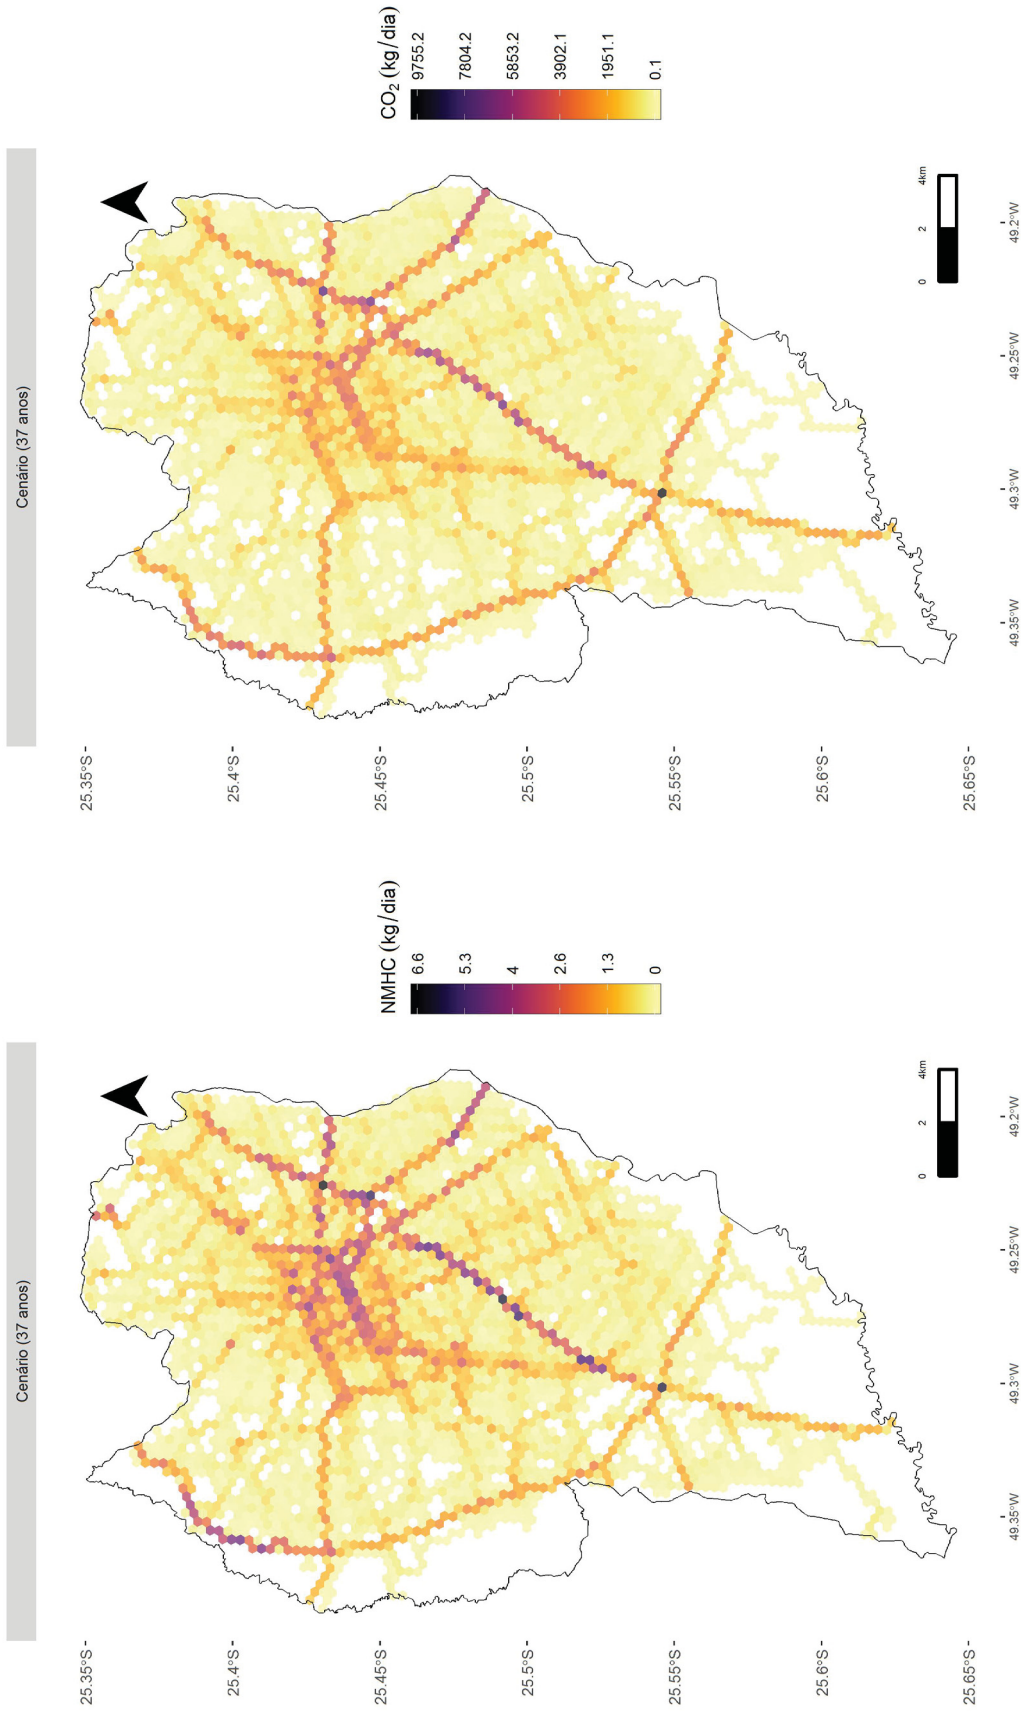 Cenário (37 anos)
25.35°S
25.4°S
25.45°S
25.5°S
25.55°S
25.6°S
25.65°S
49.35°W
49.3°W
49.25°W
49.2°W
0
2
4km
NMHC (kg/dia)
6.6
5.3
4
2.6
1.3
0
Cenário (37 anos)
25.35°S
25.4°S
25.45°S
25.5°S
25.55°S
25.6°S
25.65°S
49.35°W
49.3°W
49.25°W
49.2°W
0
2
4km
CO₂ (kg/dia)
9755.2
7804.2
5853.2
3902.1
1951.1
0.1